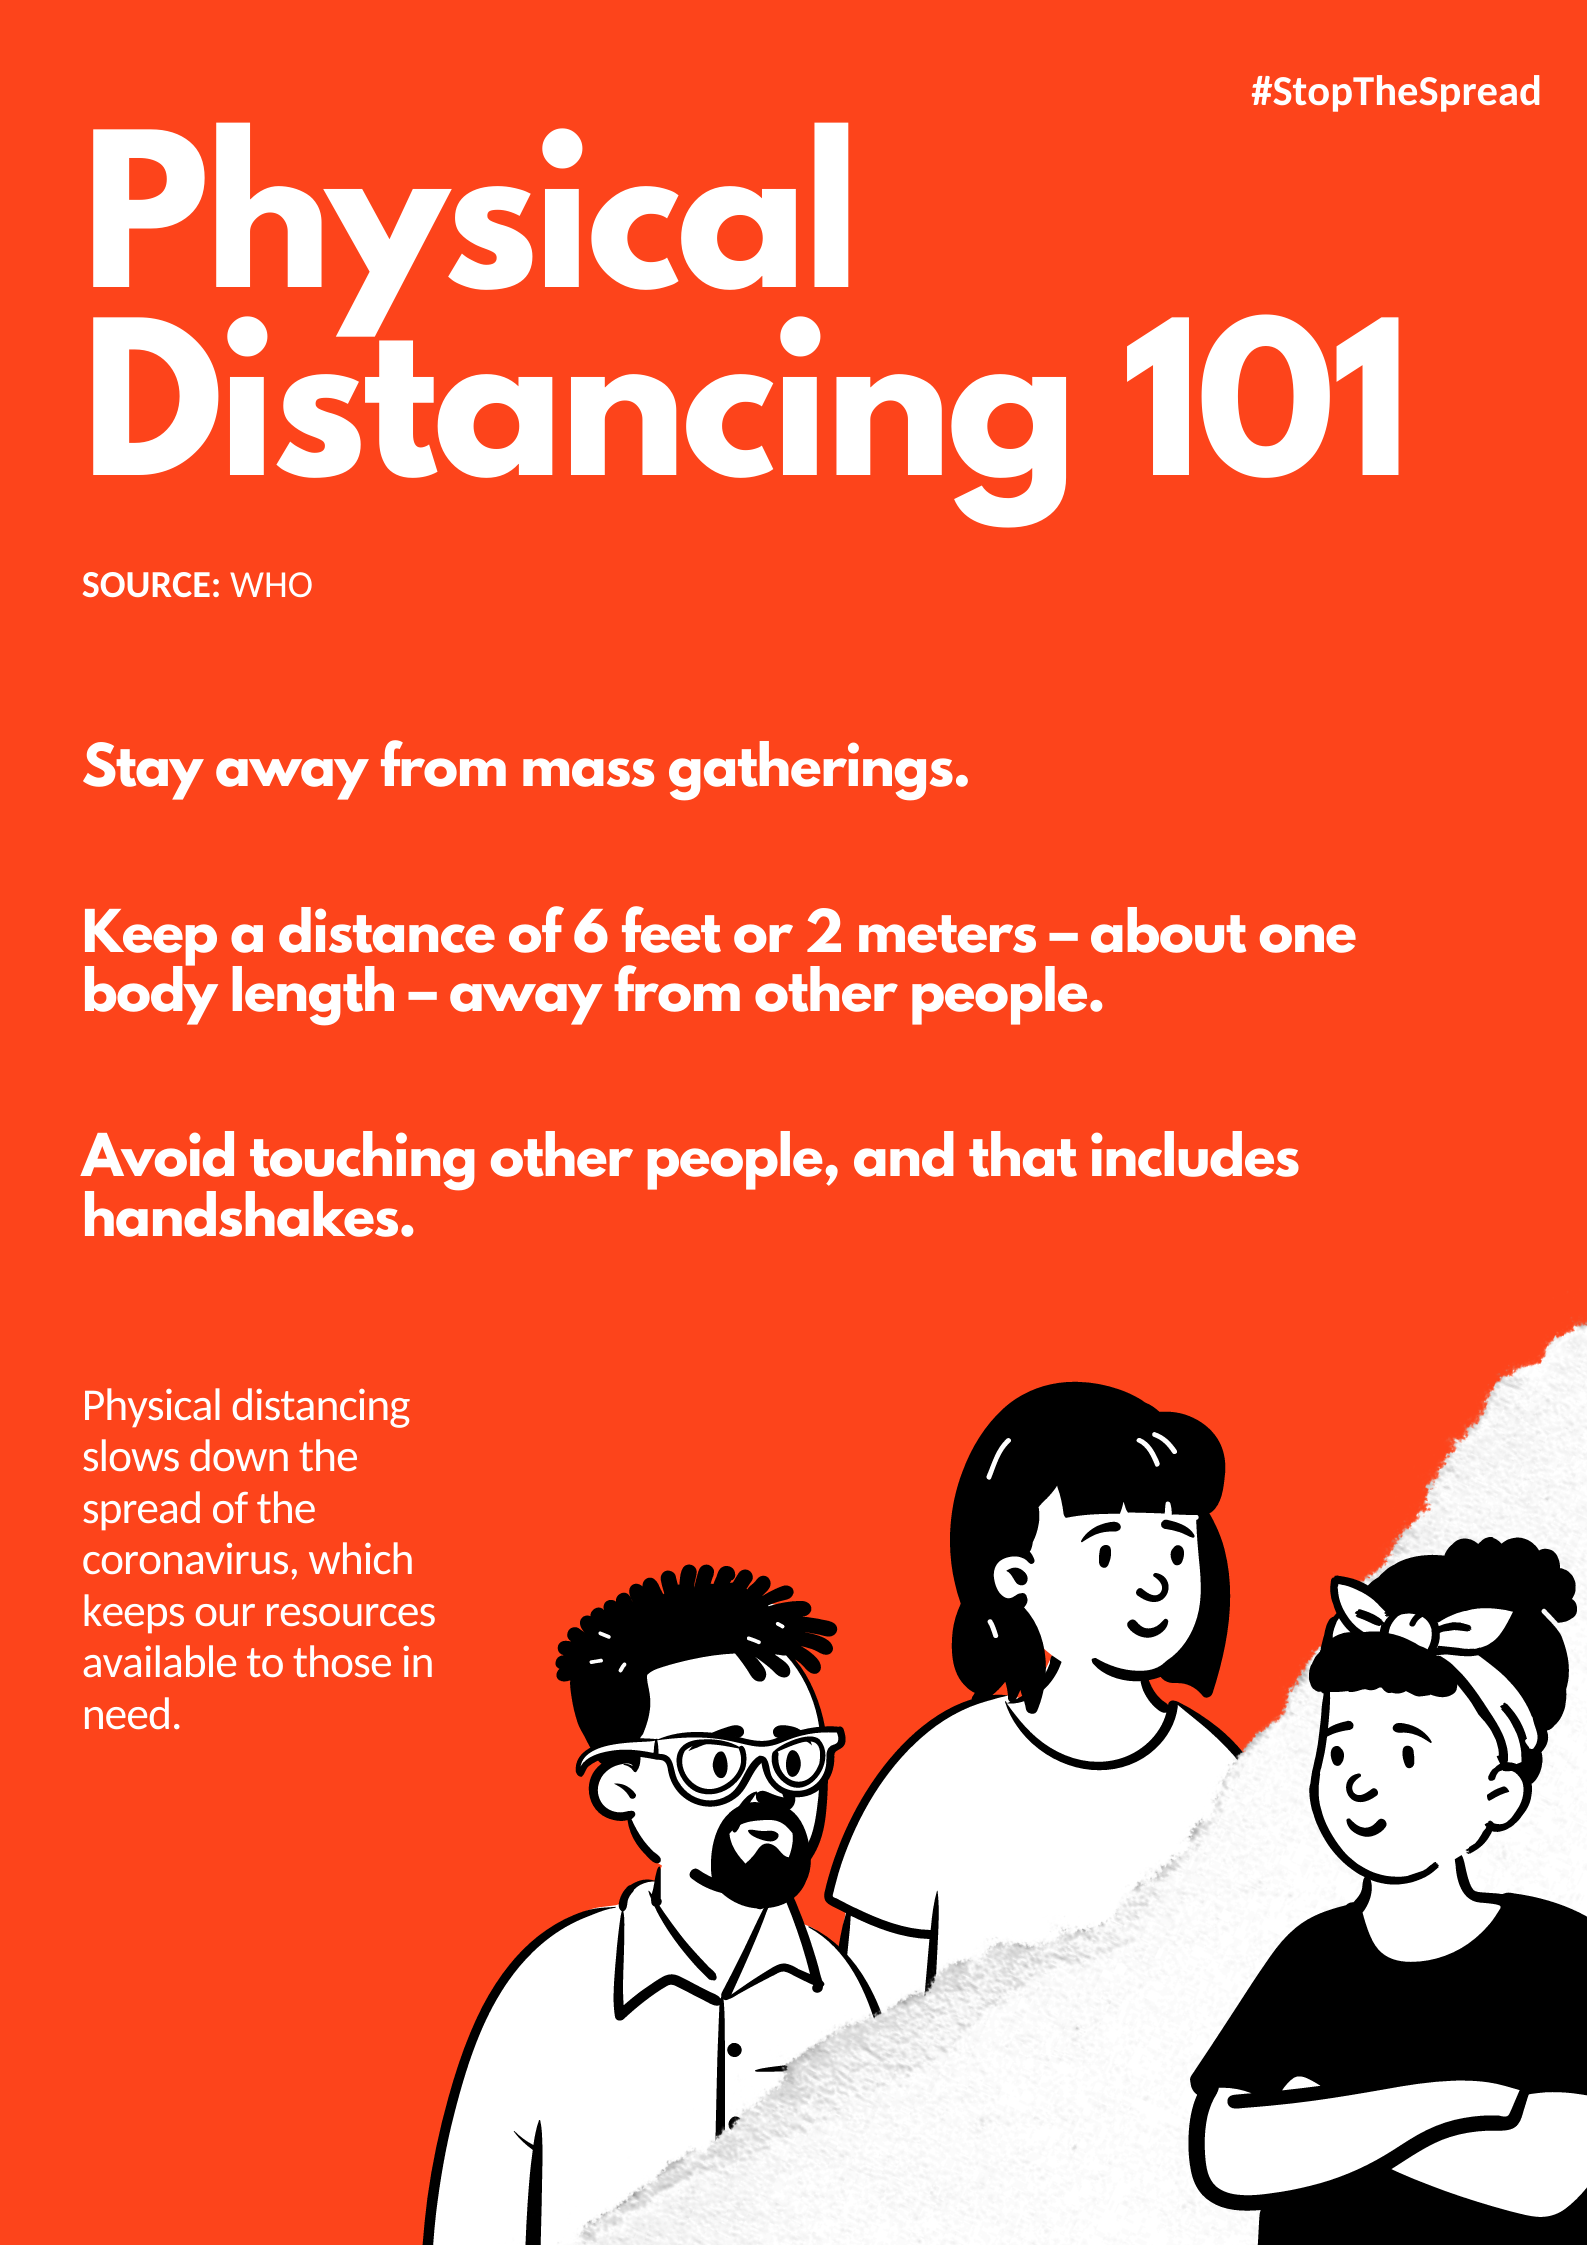 #StopTheSpread
Physical
Distancing 101
SOURCE: WHO
Stay away from mass gatherings.
Keep a distance of 6 feet or 2 meters – about one
body length – away from other people.
Avoid touching other people, and that includes
handshakes.
Physical distancing
slows down the
spread of the
coronavirus, which
keeps our resources
available to those in
need.